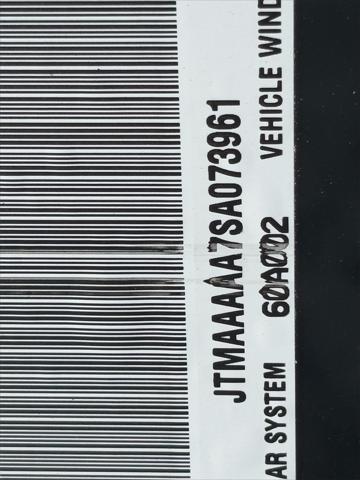 JTMAAAAA7SA073961
AR SYSTEM 60A002 VEHICLE WIND